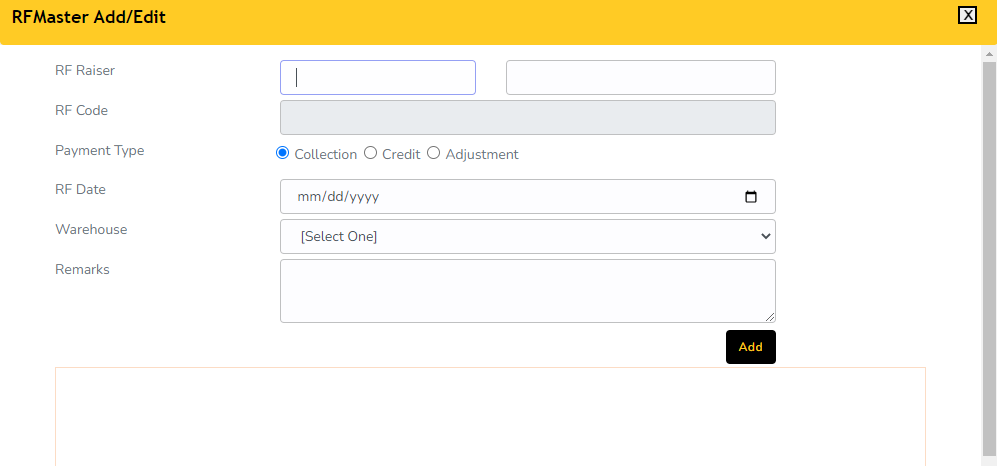 RFMaster Add/Edit
X
RF Raiser
RF Code
Payment Type
Collection Credit Adjustment
RF Date
mm/dd/yyyy
Warehouse
[Select One]
Remarks
Add